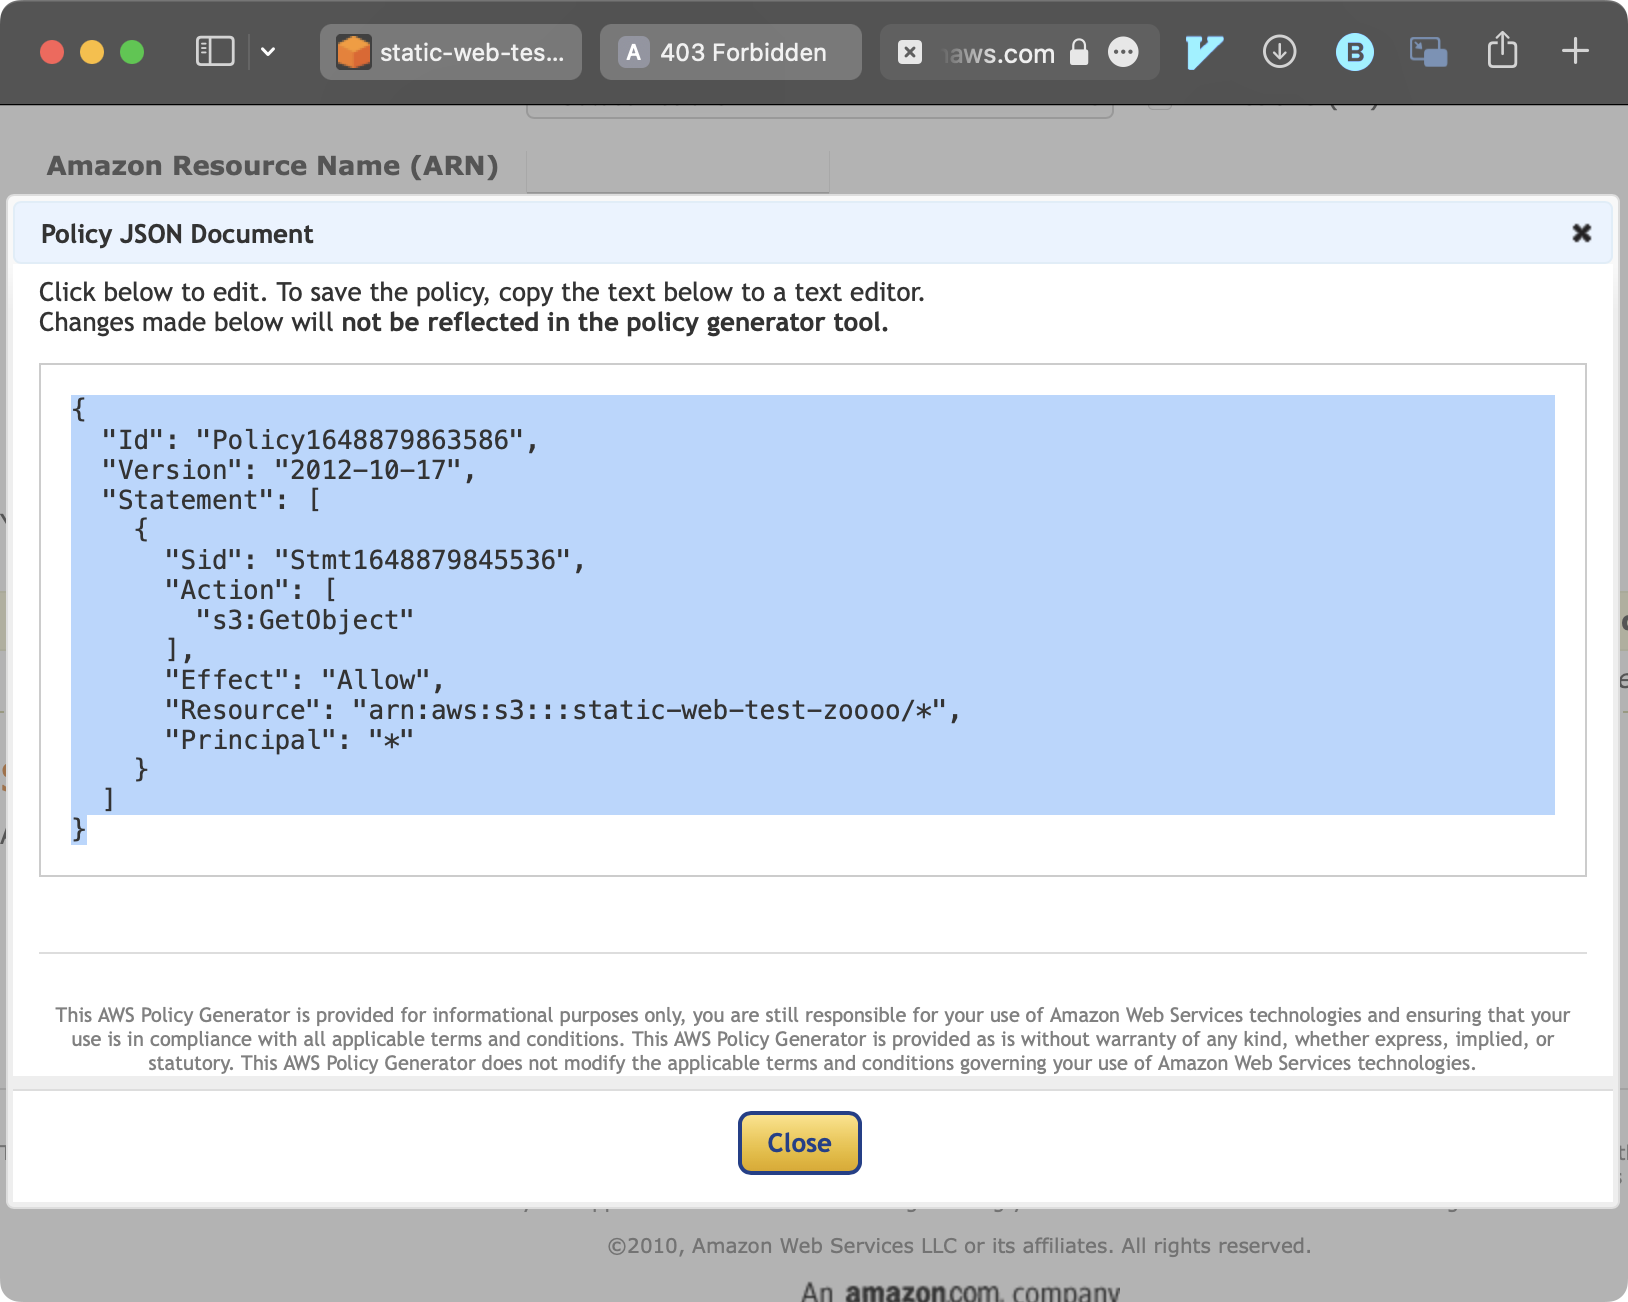 static-web-tes...
A 403 Forbidden
aws.com
B
Amazon Resource Name (ARN)
Policy JSON Document
Click below to edit. To save the policy, copy the text below to a text editor.
Changes made below will not be reflected in the policy generator tool.
{
  "Id": "Policy1648879863586",
  "Version": "2012-10-17",
  "Statement": [
    {
      "Sid": "Stmt1648879845536",
      "Action": [
        "s3:GetObject"
      ],
      "Effect": "Allow",
      "Resource": "arn:aws:s3:::static-web-test-zoooo/*",
      "Principal": "*"
    }
  ]
}
This AWS Policy Generator is provided for informational purposes only, you are still responsible for your use of Amazon Web Services technologies and ensuring that your
use is in compliance with all applicable terms and conditions. This AWS Policy Generator is provided as is without warranty of any kind, whether express, implied, or
statutory. This AWS Policy Generator does not modify the applicable terms and conditions governing your use of Amazon Web Services technologies.
Close
©2010, Amazon Web Services LLC or its affiliates. All rights reserved.
An amazon.com. company